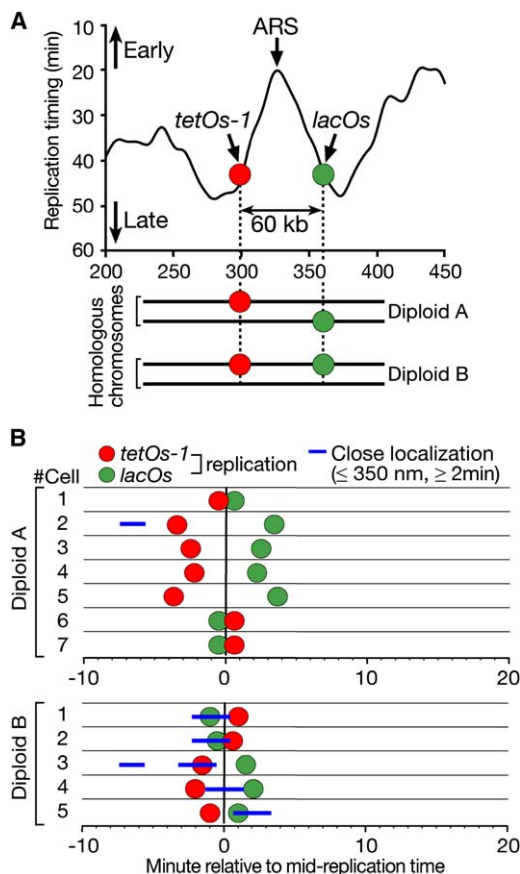 A
Replication timing (min)
10
20
30
40
50
60
Early
Late
ARS
tetOs-1
lacOs
60 kb
200 250 300 350 400 450
Homologous
chromosomes
Diploid A
Diploid B
B
#Cell
tetOs-1
lacOs
replication
Close localization
(≤ 350 nm, ≥ 2min)
Diploid A
1
2
3
4
5
6
7
-10 0 10 20
Diploid B
1
2
3
4
5
-10 0 10 20
Minute relative to mid-replication time